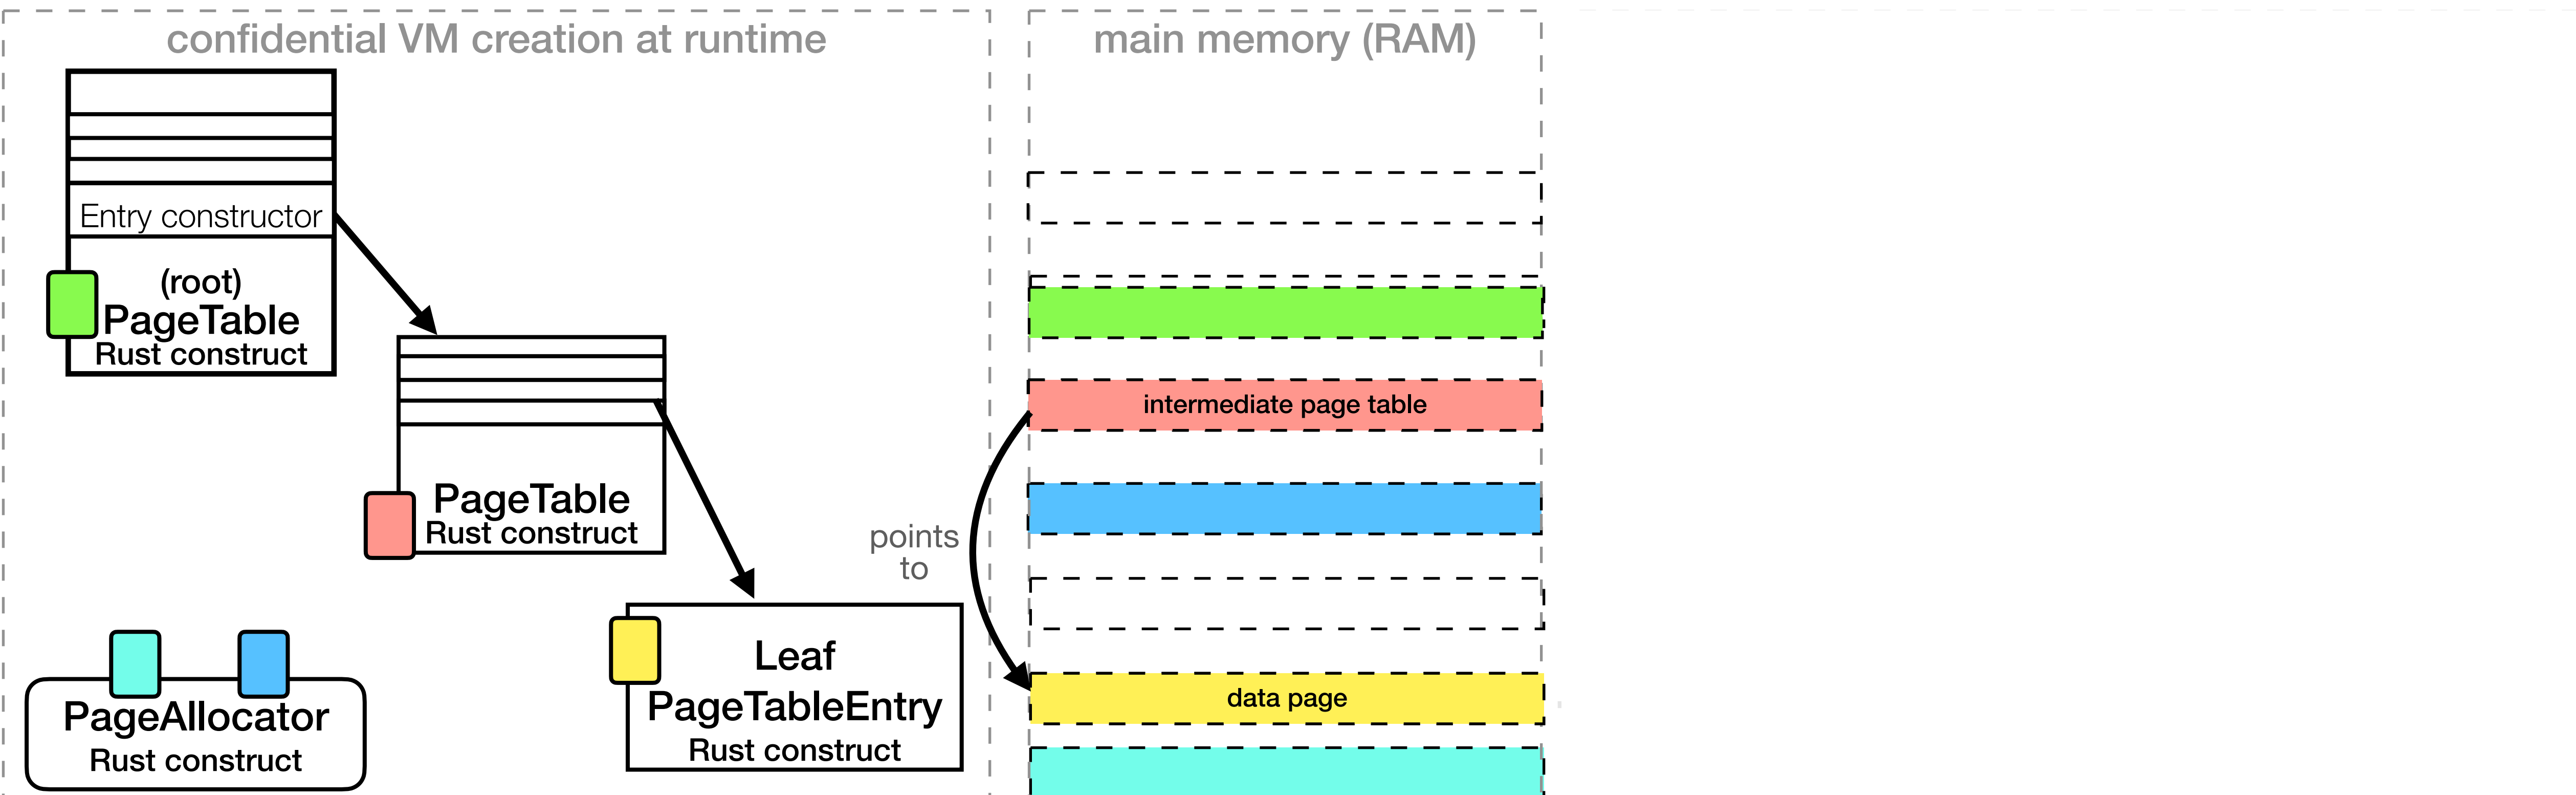 confidential VM creation at runtime
main memory (RAM)
Entry constructor
(root)
PageTable
Rust construct
intermediate page table
PageTable
Rust construct
points
to
Leaf
PageTableEntry
Rust construct
data page
PageAllocator
Rust construct